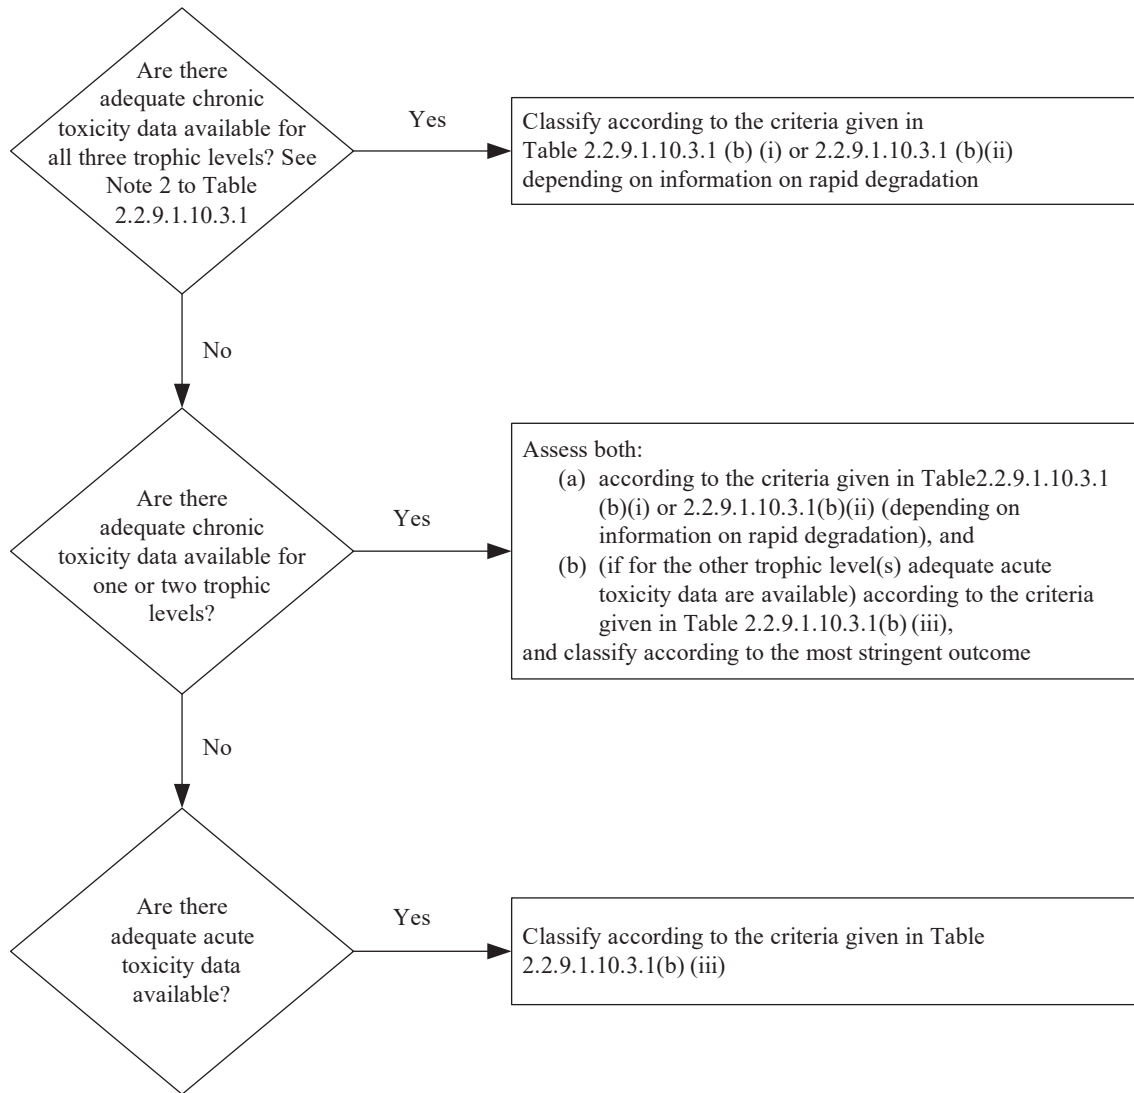 Are there
adequate chronic
toxicity data available for
all three trophic levels? See
Note 2 to Table
2.2.9.1.10.3.1
Yes
Classify according to the criteria given in
Table 2.2.9.1.10.3.1 (b) (i) or 2.2.9.1.10.3.1 (b)(ii)
depending on information on rapid degradation
No
Are there
adequate chronic
toxicity data available for
one or two trophic
levels?
Yes
Assess both:
(a) according to the criteria given in Table2.2.9.1.10.3.1
(b)(i) or 2.2.9.1.10.3.1(b)(ii) (depending on
information on rapid degradation), and
(b) (if for the other trophic level(s) adequate acute
toxicity data are available) according to the criteria
given in Table 2.2.9.1.10.3.1(b) (iii),
and classify according to the most stringent outcome
No
Are there
adequate acute
toxicity data
available?
Yes
Classify according to the criteria given in Table
2.2.9.1.10.3.1(b) (iii)